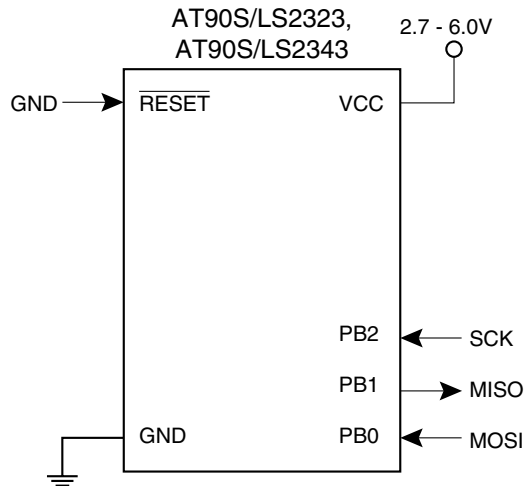 AT90S/LS2323,
AT90S/LS2343
2.7 - 6.0V
GND
RESET
VCC
PB2
SCK
PB1
MISO
GND
PB0
MOSI